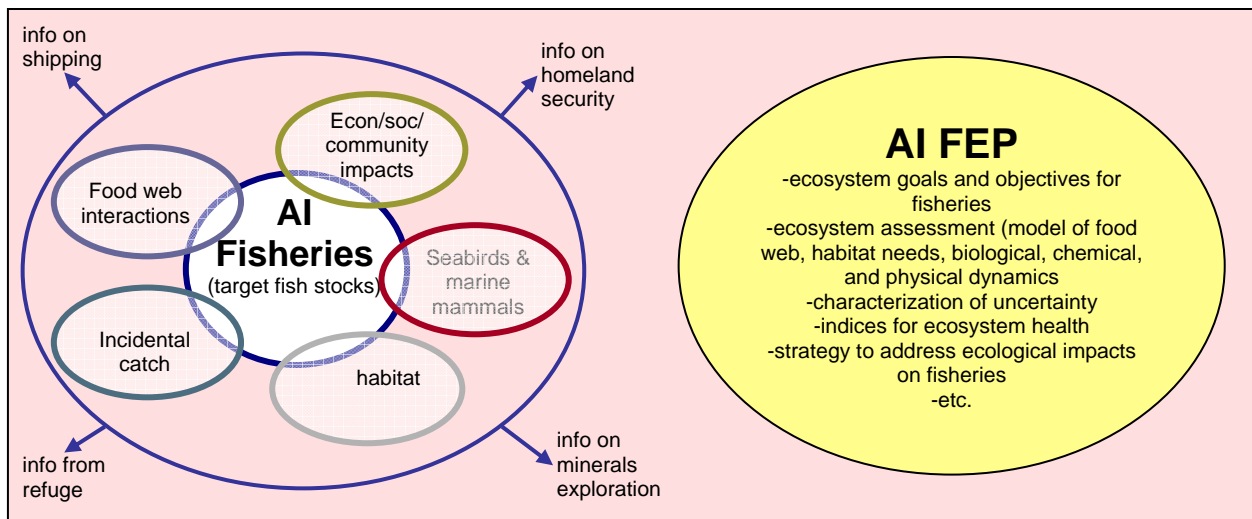 info on
shipping
info on
homeland
security
Econ/soc/
community
impacts
Food web
interactions
AI
Fisheries
(target fish stocks)
Seabirds &
marine
mammals
Incidental
catch
habitat
info from
refuge
info on
minerals
exploration
AI FEP
-ecosystem goals and objectives for
fisheries
-ecosystem assessment (model of food
web, habitat needs, biological, chemical,
and physical dynamics
-characterization of uncertainty
-indices for ecosystem health
-strategy to address ecological impacts
on fisheries
-etc.